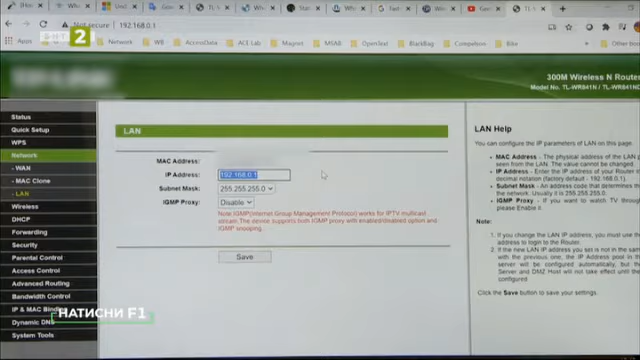 Not secure
192.168.0.1
Apps
Network
WB
AccessData
ACE Lab
Magnet
MSAB
OpenText
BlackBag
Compelson
SalvationData
БНТ 2
300M Wireless N Router
Model No. TL-WR841N / TL-WR841ND
Status
Quick Setup
WPS
Network
- WAN
- MAC Clone
- LAN
Wireless
DHCP
Forwarding
Security
Parental Control
Access Control
Advanced Routing
Bandwidth Control
IP & MAC Binding
Dynamic DNS
System Tools
LAN
MAC Address:
IP Address: 192.168.0.1
Subnet Mask: 255.255.255.0
IGMP Proxy: Disable
Note:IGMP(Internet Group Management Protocol) works for IPTV multicast
stream.The device supports both IGMP proxy with enabled/disabled option and
IGMP snooping.
Save
LAN Help
You can configure the IP parameters of LAN on this page.
MAC Address - The physical address of the LAN
seen from the LAN. The value cannot be changed.
IP Address - Enter the IP address of your Router
decimal notation (factory default - 192.168.0.1).
Subnet Mask - An address code that determines
the network. Usually it is 255.255.255.0.
IGMP Proxy - If you want to watch TV through
please Enable it.
Note:
1. If you change the LAN IP address, you must use the
address to login to the Router.
2. If the new LAN IP address you set is not in the same
with the previous one, the IP Address pool in the
server will be configured automatically, but the
Server and DMZ Host will not take effect until the
configured
Click the Save button to save your settings.
НАТИСНИ F1